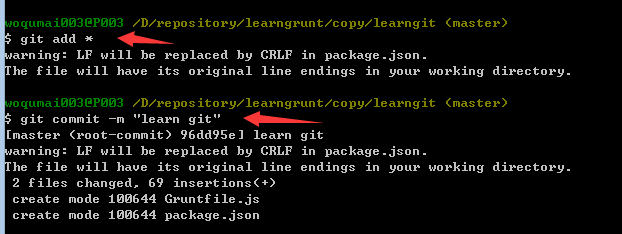 woqumai003@P003 /D/repository/learngrunt/copy/learngit (master)
$ git add *
warning: LF will be replaced by CRLF in package.json.
The file will have its original line endings in your working directory.
woqumai003@P003 /D/repository/learngrunt/copy/learngit (master)
$ git commit -m "learn git"
[master (root-commit) 96dd95e] learn git
warning: LF will be replaced by CRLF in package.json.
The file will have its original line endings in your working directory.
2 files changed, 69 insertions(+)
create mode 100644 Gruntfile.js
create mode 100644 package.json